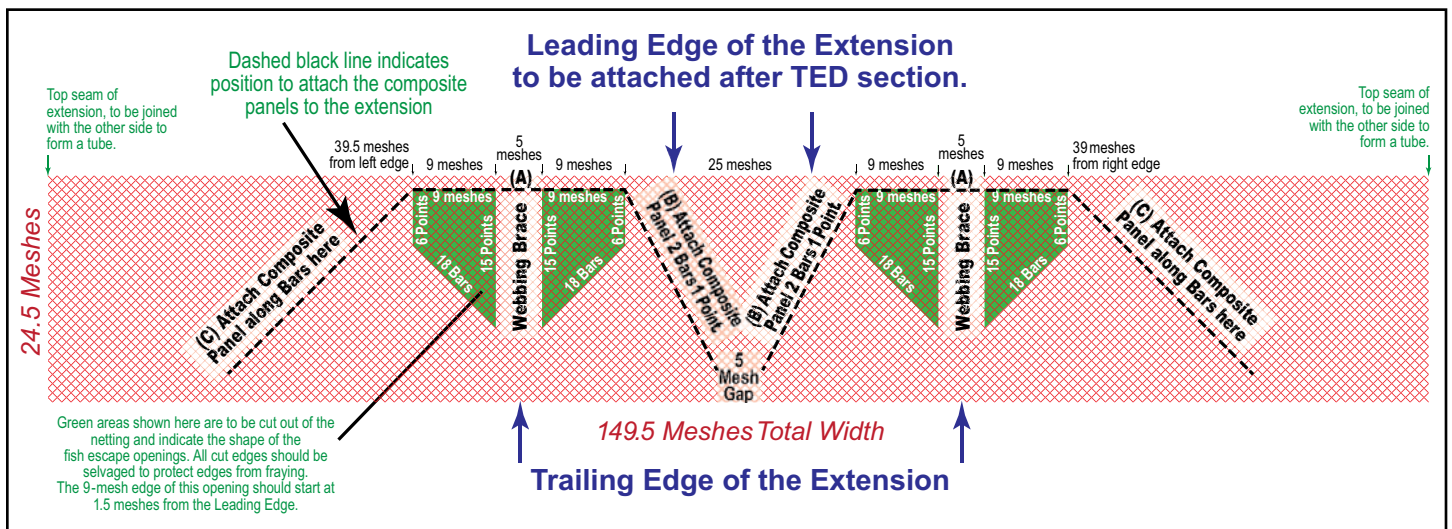 Leading Edge of the Extension
to be attached after TED section.
Dashed black line indicates
position to attach the composite
panels to the extension
Top seam of
extension, to be joined
with the other side to
form a tube.
Top seam of
extension, to be joined
with the other side to
form a tube.
39.5 meshes
from left edge
9 meshes
5
meshes
9 meshes
25 meshes
9 meshes
5
meshes
9 meshes
39 meshes
from right edge
(A)
(A)
24.5 Meshes
(C) Attach Composite
Panel along Bars here
9 meshes
6 Points
15 Points
18 Bars
Webbing Brace
9 meshes
15 Points
6 Points
18 Bars
(B) Attach Composite
Panel 2 Bars 1 Point.
(B) Attach Composite
Panel 2 Bars 1 Point.
9 meshes
6 Points
15 Points
18 Bars
Webbing Brace
9 meshes
15 Points
6 Points
18 Bars
(C) Attach Composite
Panel along Bars here
5
Mesh
Gap
Green areas shown here are to be cut out of the
netting and indicate the shape of the
fish escape openings. All cut edges should be
selvaged to protect edges from fraying.
The 9-mesh edge of this opening should start at
1.5 meshes from the Leading Edge.
149.5 Meshes Total Width
Trailing Edge of the Extension